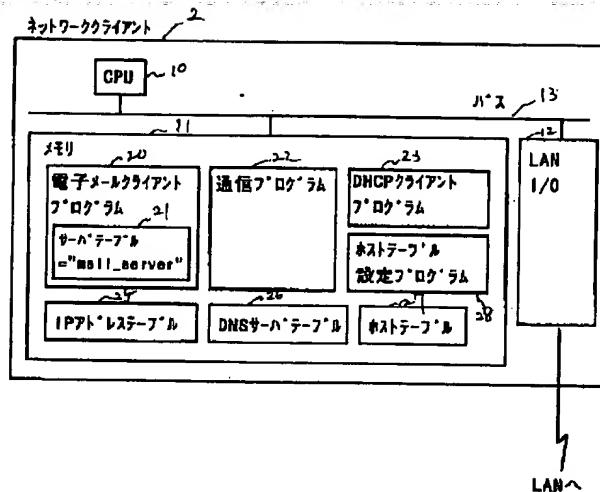 ネットワーククライアント
2
CPU
10
バス
13
メモリ
11
12
LAN
I/O
20
電子メールクライアント
プログラム
21
サーバテーブル
="mail_server"
22
通信プログラム
23
DHCPクライアント
プログラム
ホストテーブル
設定プログラム
28
IPアドレステーブル
26
DNSサーバテーブル
ホストテーブル
LANへ